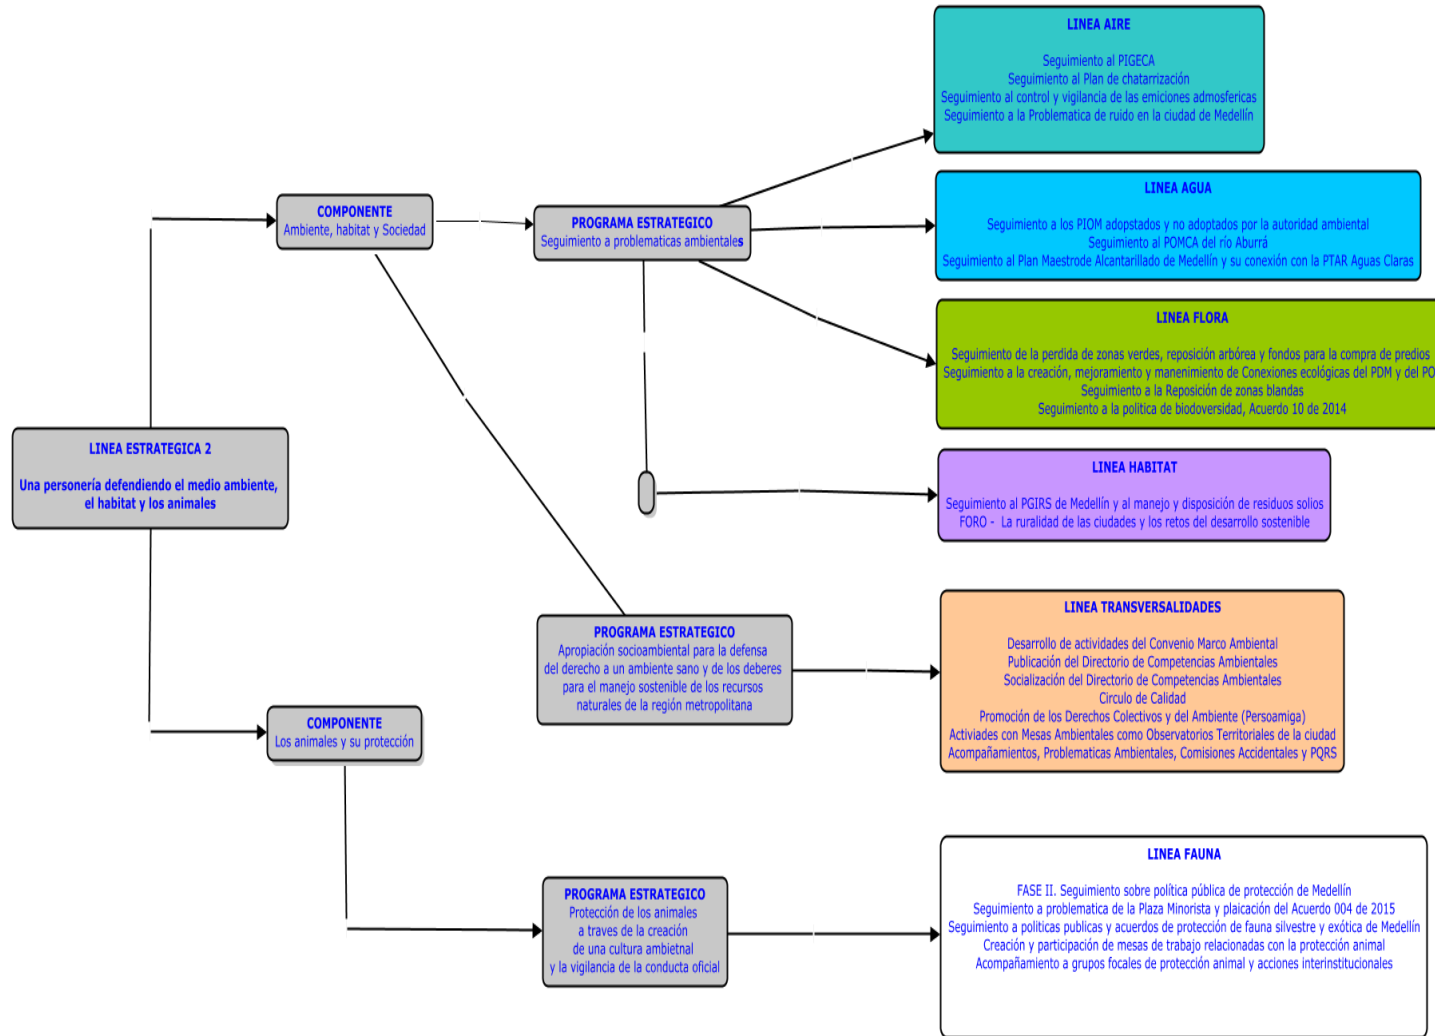 LINEA AIRE
Seguimiento al PIGECA
Seguimiento al Plan de chatarrización
Seguimiento al control y vigilancia de las emiciones admosfericas
Seguimiento a la Problematica de ruido en la ciudad de Medellín
LINEA AGUA
Seguimiento a los PIOM adopstados y no adoptados por la autoridad ambiental
Seguimiento al POMCA del río Aburrá
Seguimiento al Plan Maestrode Alcantarillado de Medellín y su conexión con la PTAR Aguas Claras
COMPONENTE
Ambiente, habitat y Sociedad
PROGRAMA ESTRATEGICO
Seguimiento a problematicas ambientales
LINEA FLORA
Seguimiento de la perdida de zonas verdes, reposición arbórea y fondos para la compra de predios
Seguimiento a la creación, mejoramiento y manenimiento de Conexiones ecológicas del PDM y del PO
Seguimiento a la Reposición de zonas blandas
Seguimiento a la politica de biodoversidad, Acuerdo 10 de 2014
LINEA ESTRATEGICA 2
Una personería defendiendo el medio ambiente,
el habitat y los animales
LINEA HABITAT
Seguimiento al PGIRS de Medellín y al manejo y disposición de residuos solios
FORO - La ruralidad de las ciudades y los retos del desarrollo sostenible
PROGRAMA ESTRATEGICO
Apropiación socioambiental para la defensa
del derecho a un ambiente sano y de los deberes
para el manejo sostenible de los recursos
naturales de la región metropolitana
LINEA TRANSVERSALIDADES
Desarrollo de actividades del Convenio Marco Ambiental
Publicación del Directorio de Competencias Ambientales
Socialización del Directorio de Competencias Ambientales
Circulo de Calidad
Promoción de los Derechos Colectivos y del Ambiente (Persoamiga)
Activiades con Mesas Ambientales como Observatorios Territoriales de la ciudad
Acompañamientos, Problematicas Ambientales, Comisiones Accidentales y PQRS
COMPONENTE
Los animales y su protección
PROGRAMA ESTRATEGICO
Protección de los animales
a traves de la creación
de una cultura ambietnal
y la vigilancia de la conducta oficial
LINEA FAUNA
FASE II. Seguimiento sobre política pública de protección de Medellín
Seguimiento a problematica de la Plaza Minorista y plaicación del Acuerdo 004 de 2015
Seguimiento a politicas publicas y acuerdos de protección de fauna silvestre y exótica de Medellín
Creación y participación de mesas de trabajo relacionadas con la protección animal
Acompañamiento a grupos focales de protección animal y acciones interinstitucionales